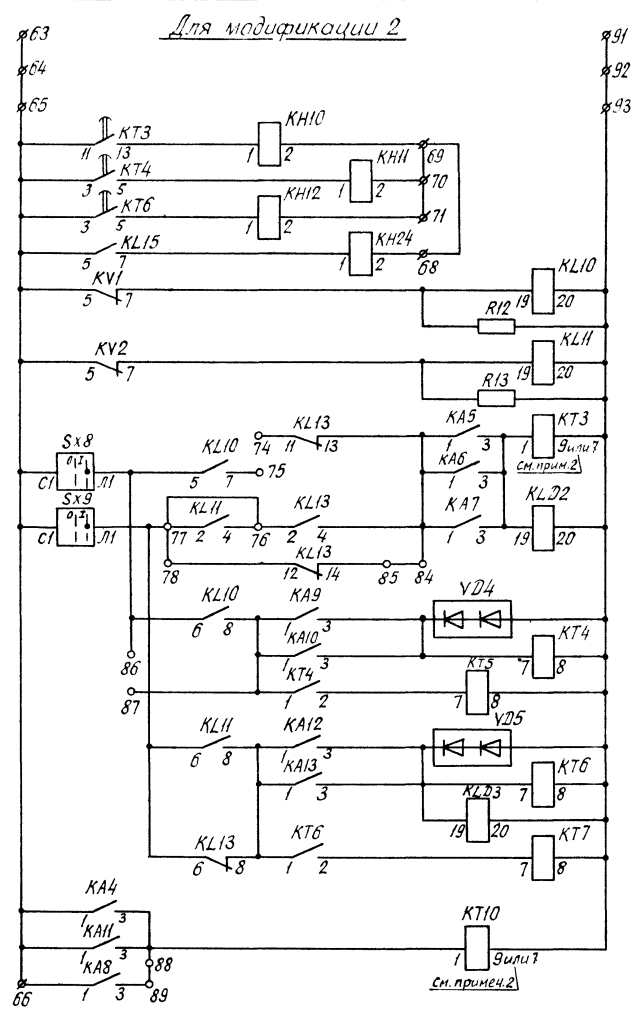 Для модификации 2
63 91
64 92
65 93
KT3 KH10
11 13 1 2 69
KT4 KH11
3 5 1 2 70
KT6 KH12
3 5 1 2 71
KL15 KH24
5 7 1 2 68
KV1 KL10
5 7 19 20
R12
KV2 KL11
5 7 19 20
R13
SX8 KL10 74 KL13 KA5 KT3
O I 11 13 1 3 1 9 или 7
C1 Л1 5 7 75 KA6 См. прим. 2
1 3
SX9 KL11 KL13 KA7 KLD2
O I
C1 Л1 77 2 4 76 2 4 1 3 19 20
KL13
78 12 14 85 84
KL10 KA9 VD4
6 8 1 3
KA10 KT4
86 1 3 7 8
KT4 KT5
87 1 2 7 8
KL11 KA12 VD5
6 8 1 3
KA13 KT6
1 3 7 8
KLD3
19 20
KL13 KT6 KT7
6 8 1 2 7 8
KA4
1 3
KA11 KT10
1 3 1 9 или 7
88 См. примеч. 2
KA8
66 1 3 89